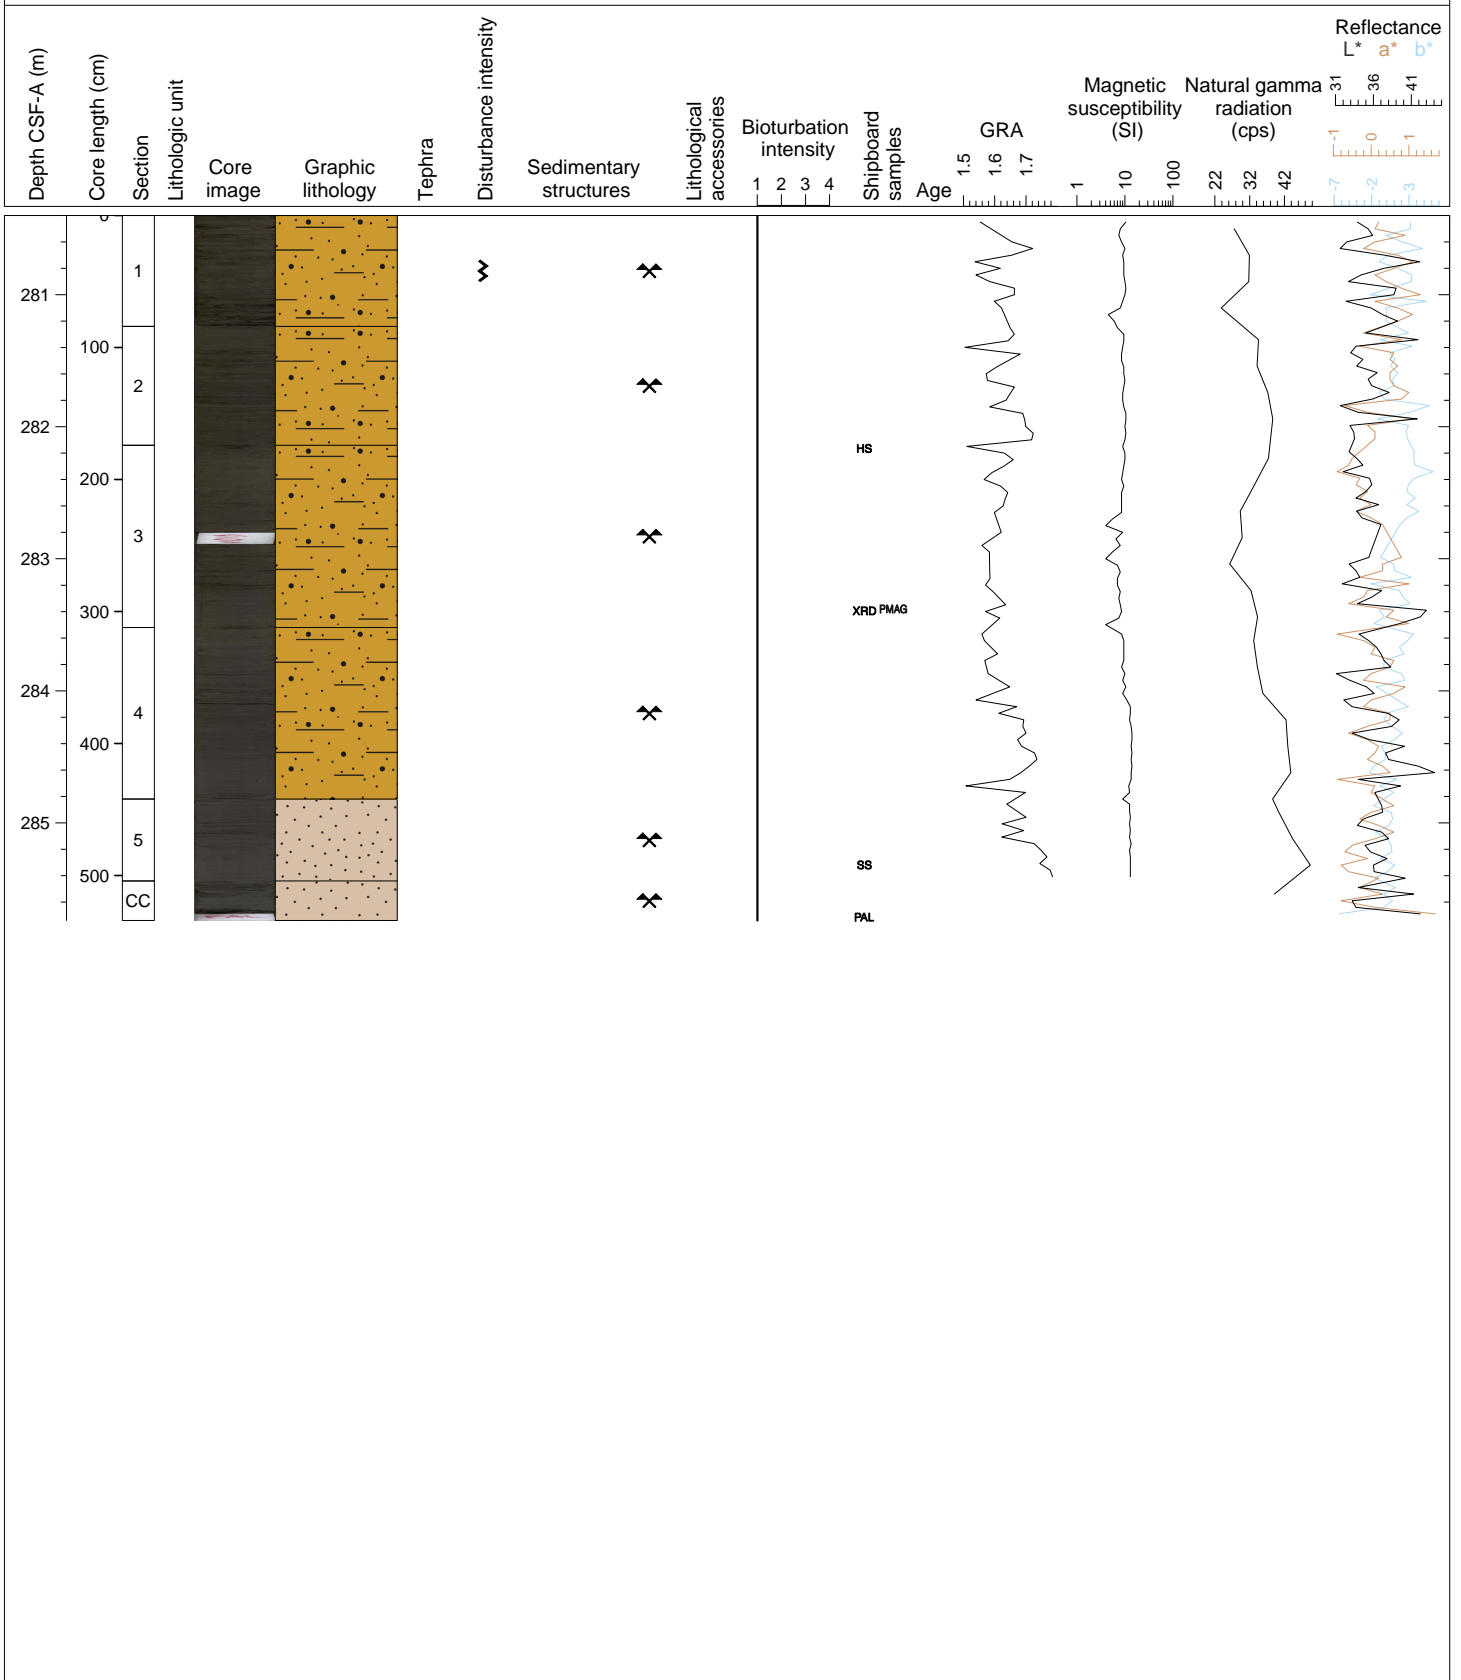 Depth CSF-A (m)
Core length (cm)
Section
Lithologic unit
Core
image
Graphic
lithology
Tephra
Disturbance intensity
Sedimentary
structures
Lithological
accessories
Bioturbation
intensity
1 2 3 4
Shipboard
samples
Age
GRA
1.5 1.6 1.7
Magnetic
susceptibility
(SI)
1 10 100
Natural gamma
radiation
(cps)
22 32 42
Reflectance
L* a* b*
31 36 41
-1 0 1
-7 -2 3
0
1
281
100
2
282
HS
200
3
283
300
XRD PMAG
284
4
400
285
5
SS
500
CC
PAL